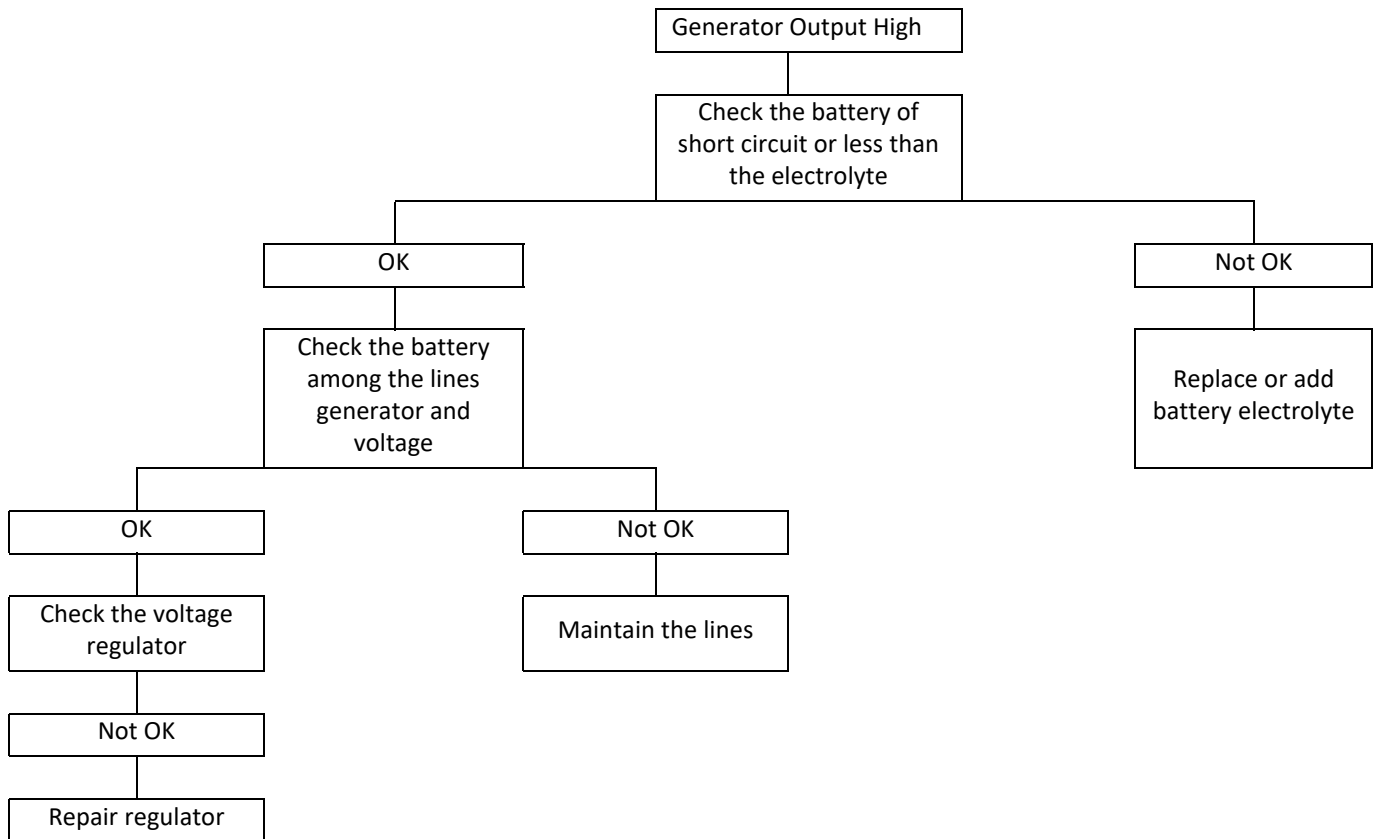 Generator Output High
Check the battery of
short circuit or less than
the electrolyte
OK
Not OK
Check the battery
among the lines
generator and
voltage
Replace or add
battery electrolyte
OK
Not OK
Check the voltage
regulator
Maintain the lines
Not OK
Repair regulator